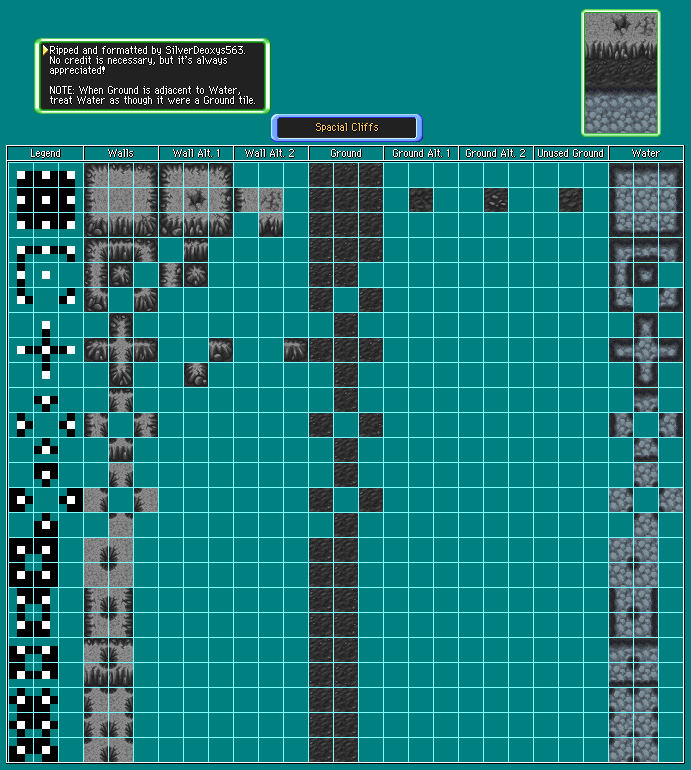 Ripped and formatted by SilverDeoxys563.
No credit is necessary, but it's always
appreciated!
NOTE: When Ground is adjacent to Water,
treat Water as though it were a Ground tile.
Spacial Cliffs
Legend Walls Wall Alt. 1 Wall Alt. 2 Ground Ground Alt. 1 Ground Alt. 2 Unused Ground Water